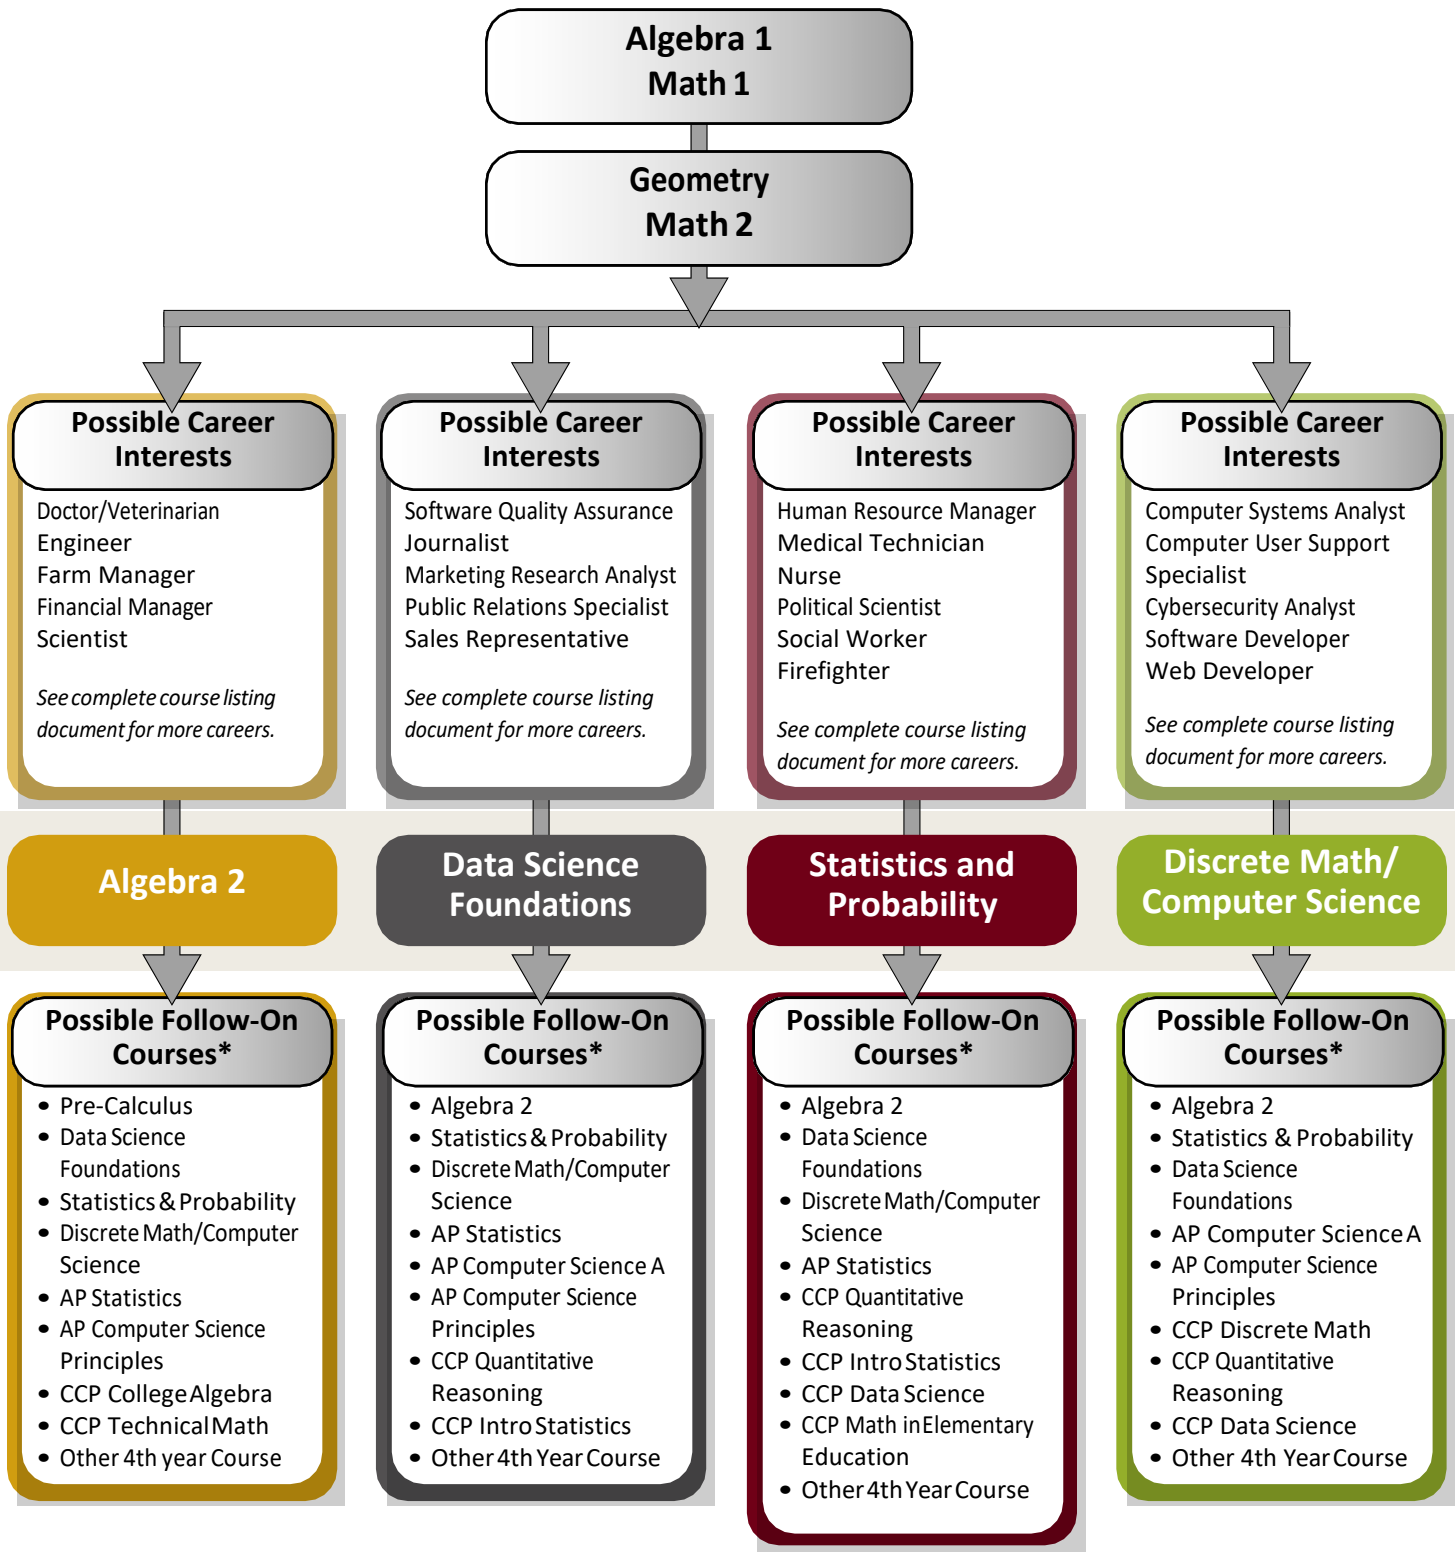 Algebra 1
Math 1
Geometry
Math 2
Possible Career
Interests
Doctor/Veterinarian
Engineer
Farm Manager
Financial Manager
Scientist
See complete course listing
document for more careers.
Possible Career
Interests
Software Quality Assurance
Journalist
Marketing Research Analyst
Public Relations Specialist
Sales Representative
See complete course listing
document for more careers.
Possible Career
Interests
Human Resource Manager
Medical Technician
Nurse
Political Scientist
Social Worker
Firefighter
See complete course listing
document for more careers.
Possible Career
Interests
Computer Systems Analyst
Computer User Support
Specialist
Cybersecurity Analyst
Software Developer
Web Developer
See complete course listing
document for more careers.
Algebra 2
Data Science
Foundations
Statistics and
Probability
Discrete Math/
Computer Science
Possible Follow-On
Courses*
• Pre-Calculus
• Data Science
Foundations
• Statistics & Probability
• Discrete Math/Computer
Science
• AP Statistics
• AP Computer Science
Principles
• CCP College Algebra
• CCP Technical Math
• Other 4th year Course
Possible Follow-On
Courses*
• Algebra 2
• Statistics & Probability
• Discrete Math/Computer
Science
• AP Statistics
• AP Computer Science A
• AP Computer Science
Principles
• CCP Quantitative
Reasoning
• CCP Intro Statistics
• Other 4th Year Course
Possible Follow-On
Courses*
• Algebra 2
• Data Science
Foundations
• Discrete Math/Computer
Science
• AP Statistics
• CCP Quantitative
Reasoning
• CCP Intro Statistics
• CCP Data Science
• CCP Math in Elementary
Education
• Other 4th Year Course
Possible Follow-On
Courses*
• Algebra 2
• Statistics & Probability
• Data Science
Foundations
• AP Computer Science A
• AP Computer Science
Principles
• CCP Discrete Math
• CCP Quantitative
Reasoning
• CCP Data Science
• Other 4th Year Course